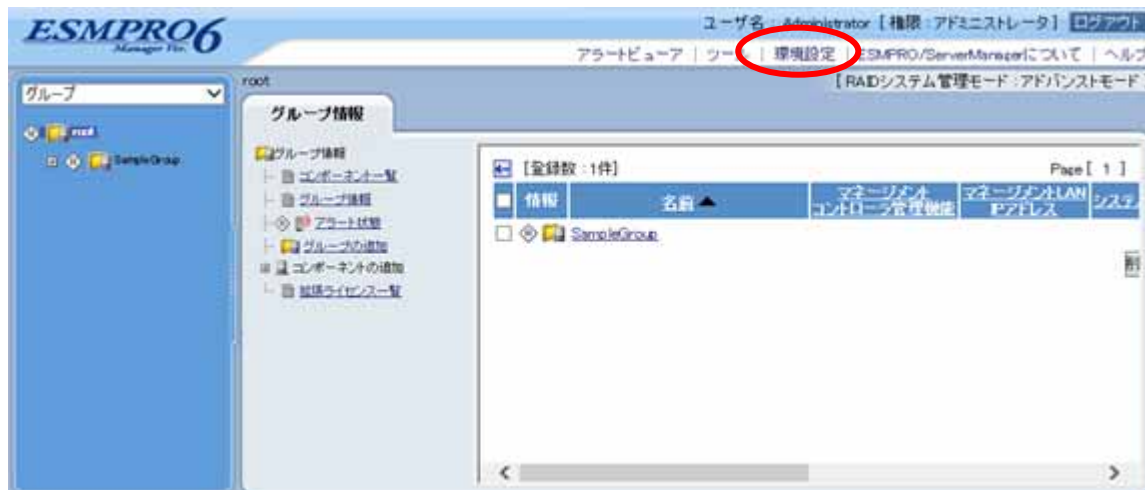 ESMPRO6
Manager Ver.
ユーザ名 : Administrator [ 権限 : アドミニストレータ ] ログアウト
アラートビューア | ツール | 環境設定 | ESMPRO/ServerManagerについて | ヘルプ
[ RAIDシステム管理モード : アドバンストモード
グループ
root
SampleGroup
root
グループ情報
グループ情報
コンポーネント一覧
グループ情報
アラート状態
グループの追加
コンポーネントの追加
拡張ライセンス一覧
[登録数 : 1件] Page [ 1 ]
情報 名前▲ マネージメントコントローラ管理機能 マネージメントLAN IPアドレス システ
SampleGroup
削